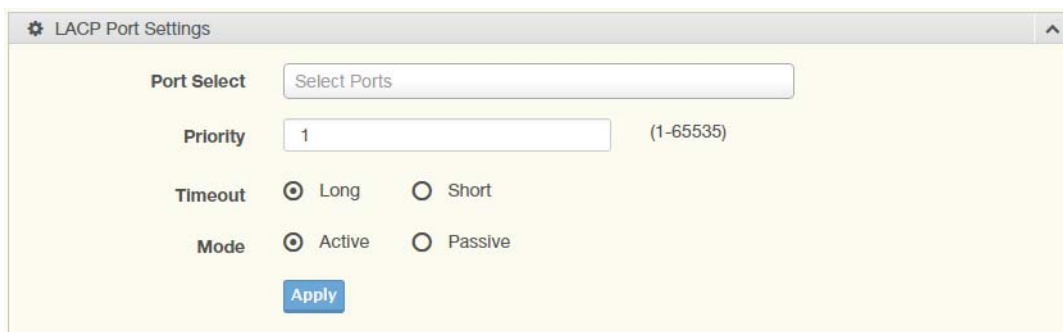 LACP Port Settings
Port Select Select Ports
Priority 1 (1-65535)
Timeout Long Short
Mode Active Passive
Apply